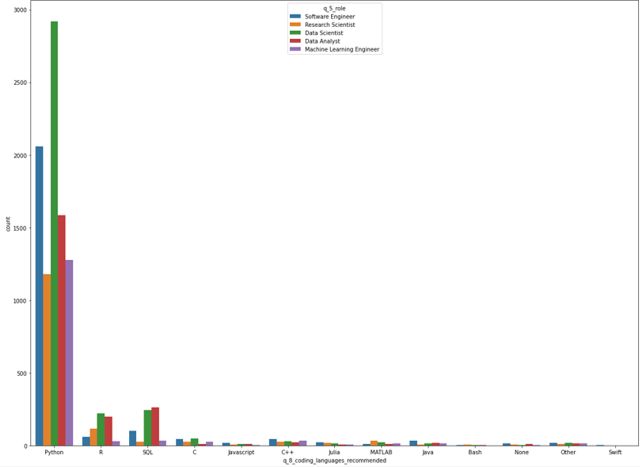 q_5_role
Software Engineer
Research Scientist
Data Scientist
Data Analyst
Machine Learning Engineer
3000
2500
2000
1500
1000
500
0
count
Python R SQL C Javascript C++ Julia MATLAB Java Bash None Other Swift
q_8_coding_languages_recommended